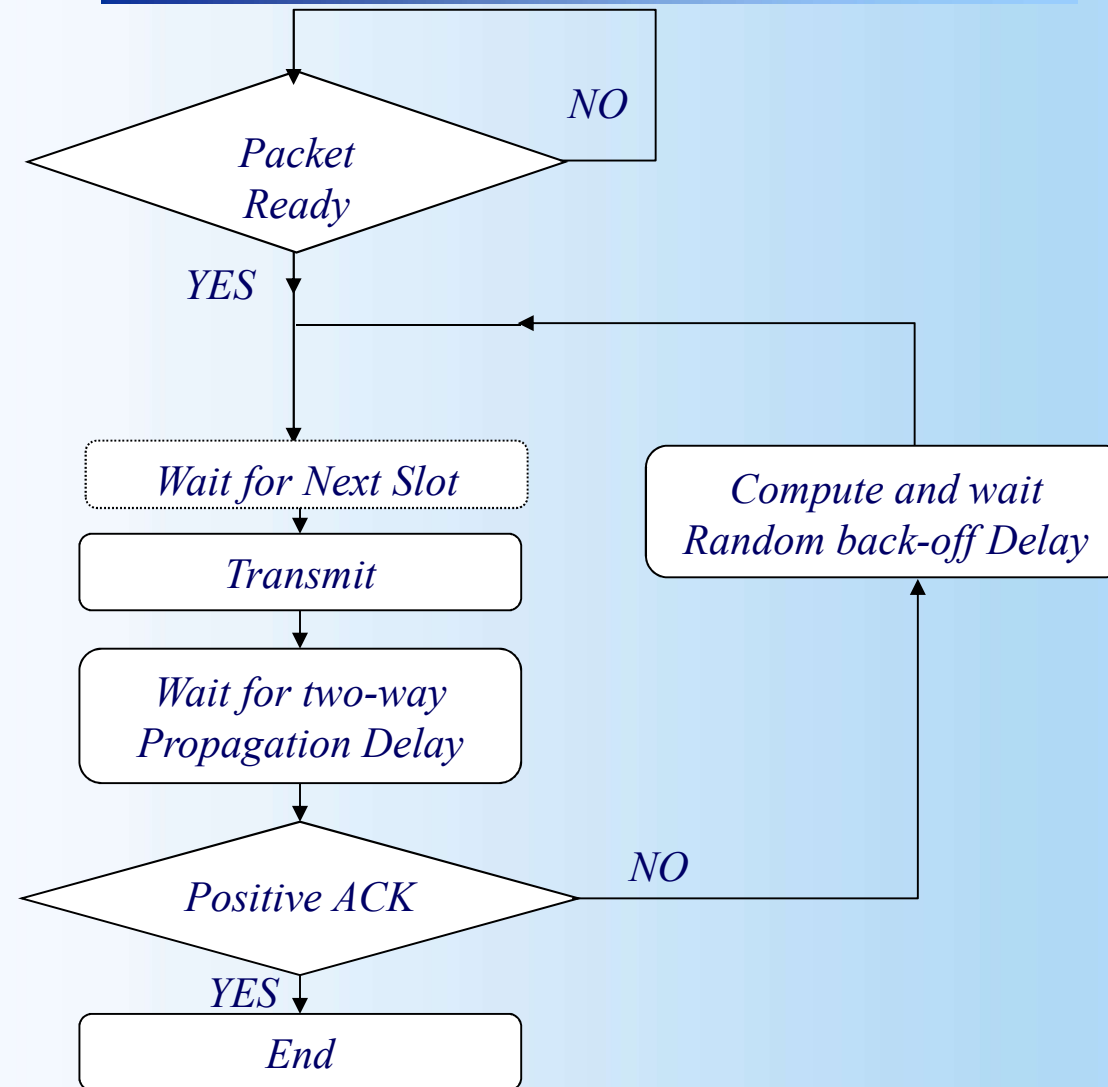 NO
Packet
Ready
YES
Wait for Next Slot
Compute and wait
Random back-off Delay
Transmit
Wait for two-way
Propagation Delay
NO
Positive ACK
YES
End